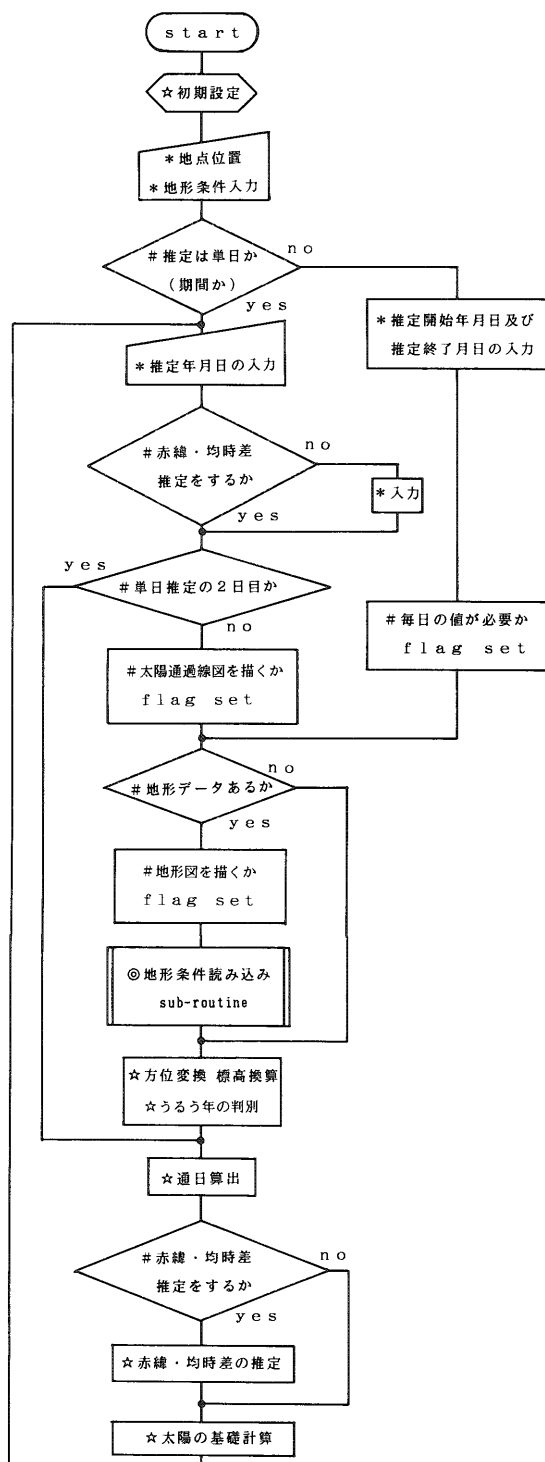 start
☆初期設定
＊地点位置
＊地形条件入力
＃推定は単日か
（期間か）
no
yes
＊推定開始年月日及び
推定終了月日の入力
＊推定年月日の入力
＃赤緯・均時差
推定をするか
no
＊入力
yes
yes
＃単日推定の２日目か
no
＃毎日の値が必要か
flag set
＃太陽通過線図を描くか
flag set
＃地形データあるか
no
yes
＃地形図を描くか
flag set
◎地形条件読み込み
sub-routine
☆方位変換 標高換算
☆うるう年の判別
☆通日算出
＃赤緯・均時差
推定をするか
no
yes
☆赤緯・均時差の推定
☆太陽の基礎計算